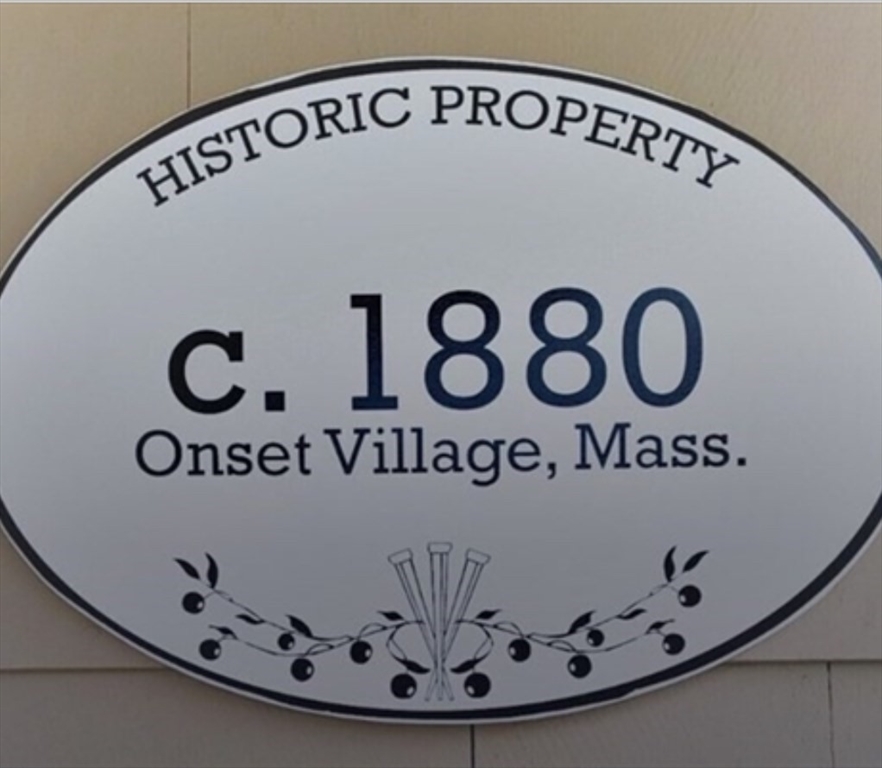 HISTORIC PROPERTY
c. 1880
Onset Village, Mass.